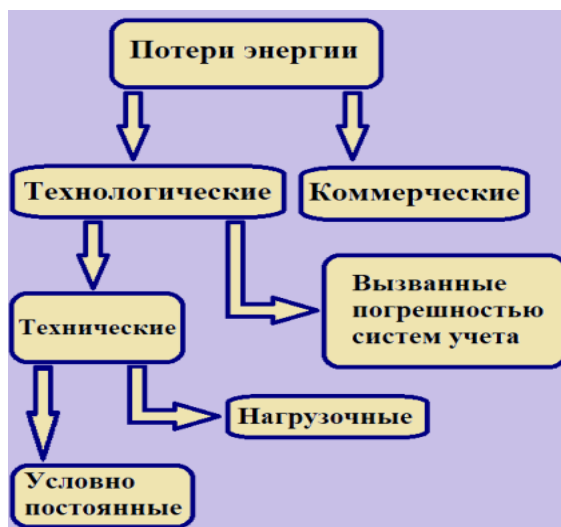 Потери энергии
Технологические
Коммерческие
Вызванные
погрешностью
систем учета
Технические
Нагрузочные
Условно
постоянные